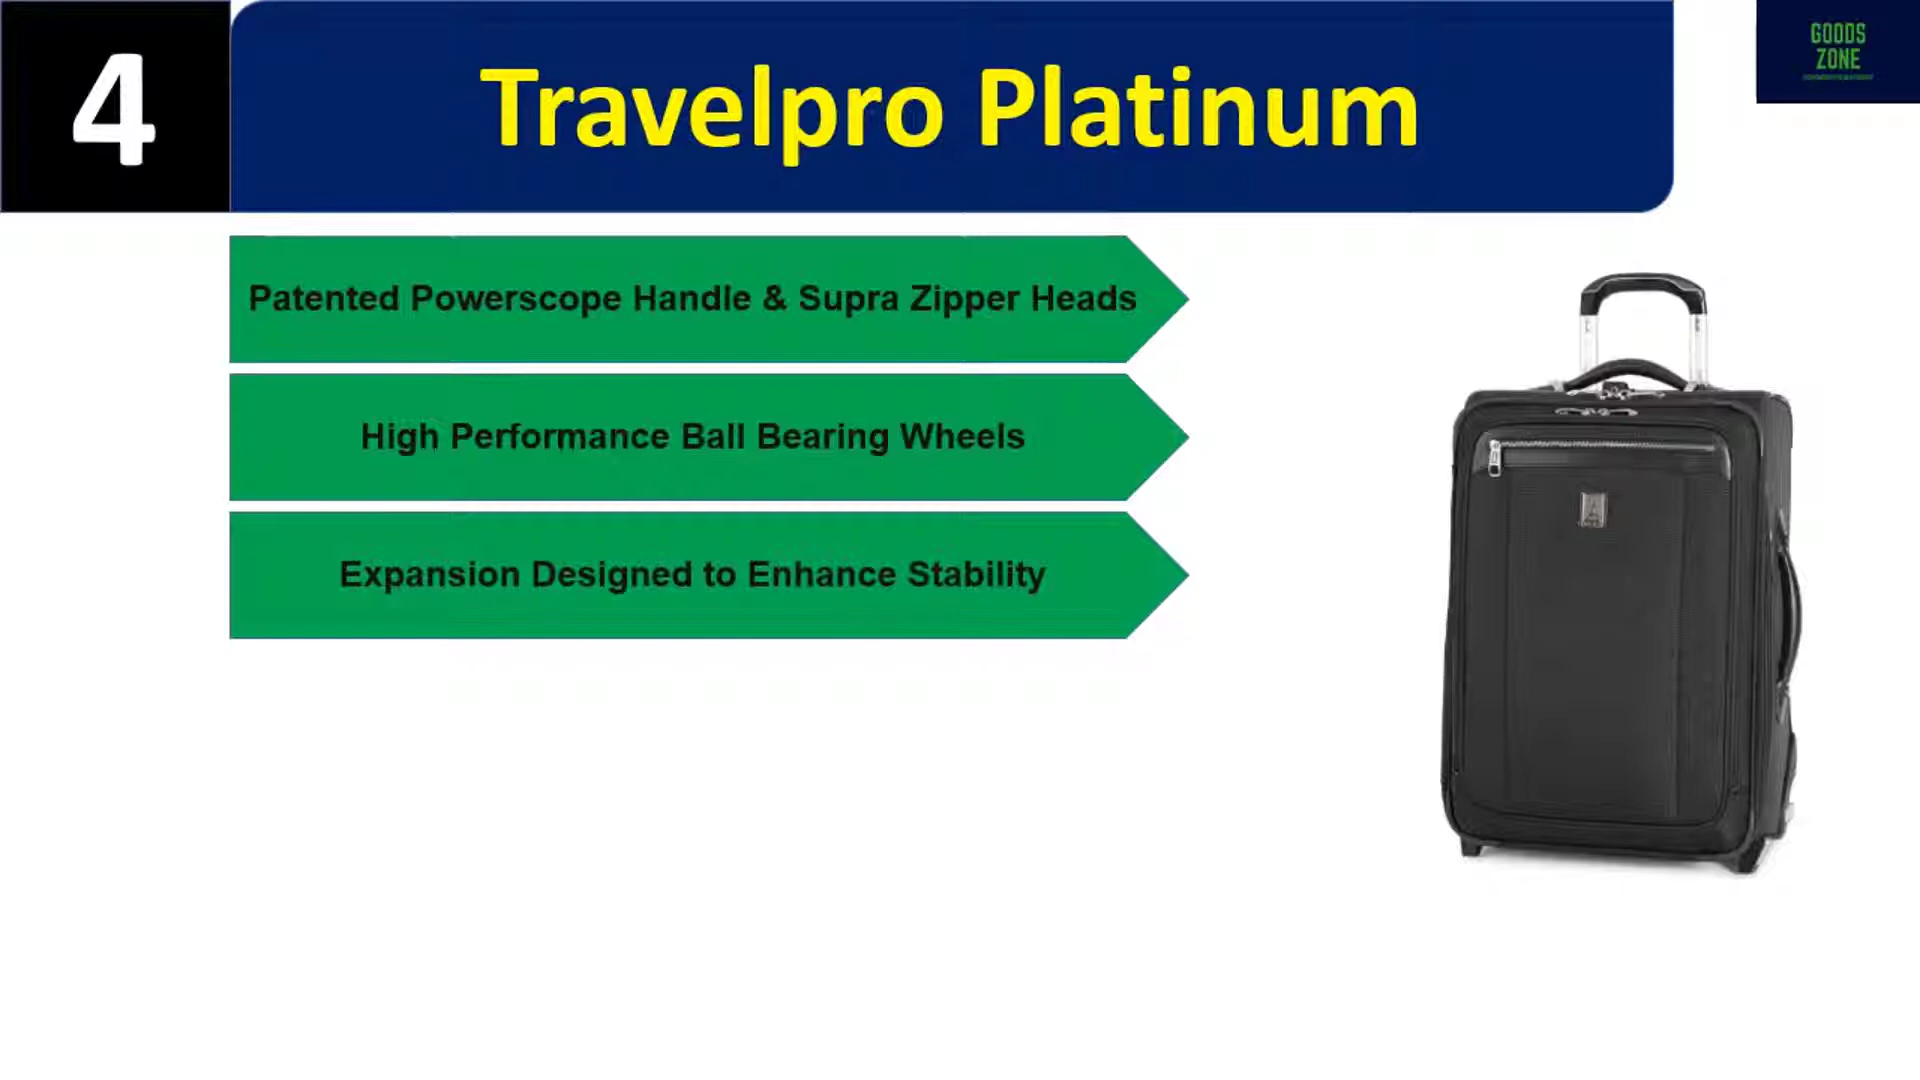 4
Travelpro Platinum
GOODS
ZONE
Patented Powerscope Handle & Supra Zipper Heads
High Performance Ball Bearing Wheels
Expansion Designed to Enhance Stability